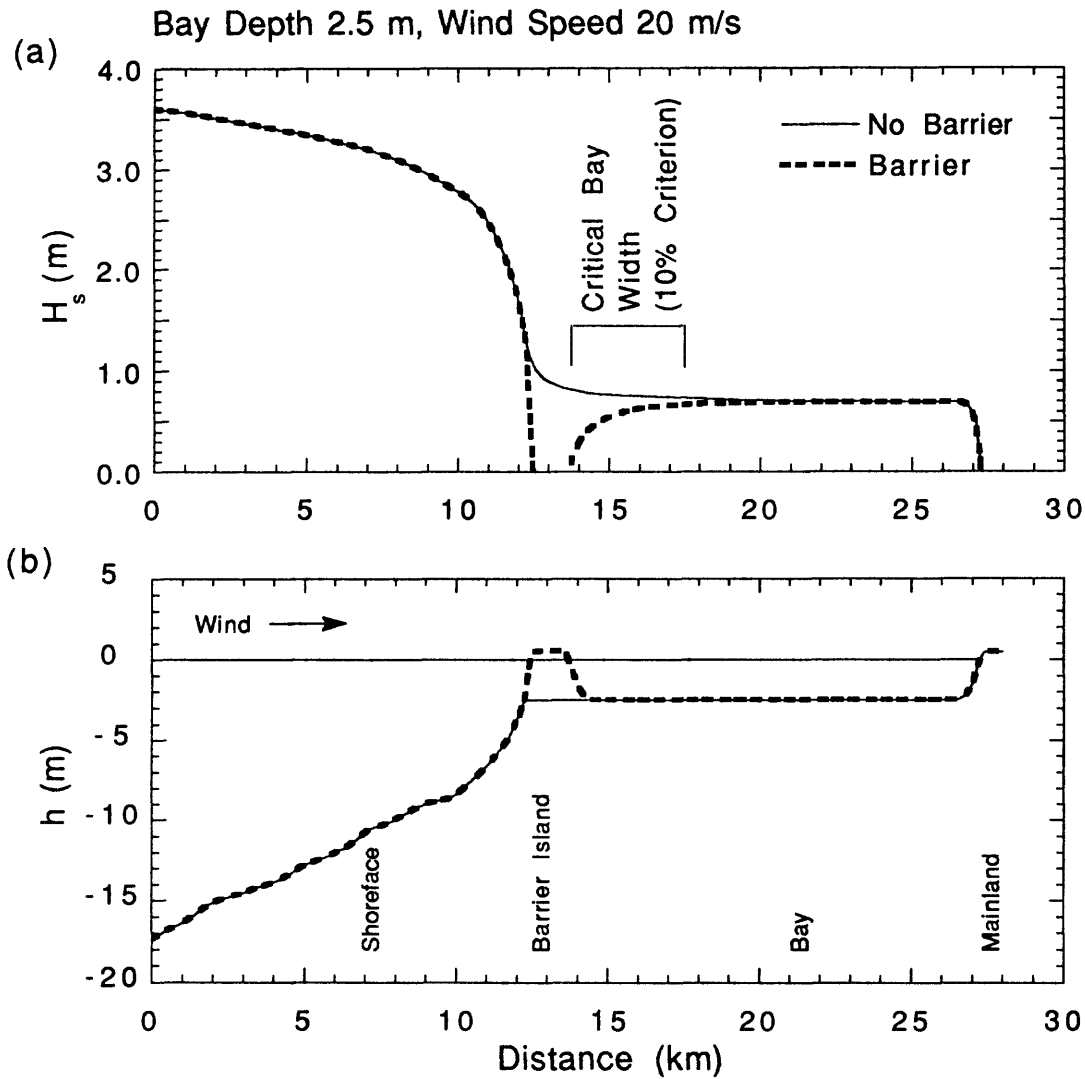 Bay Depth 2.5 m, Wind Speed 20 m/s
(a)
4.0
3.0
2.0
1.0
0.0
H_s (m)
Critical Bay
Width
(10% Criterion)
No Barrier
Barrier
0 5 10 15 20 25 30
(b)
5
0
-5
-10
-15
-20
h (m)
Wind
Shoreface
Barrier Island
Bay
Mainland
0 5 10 15 20 25 30
Distance (km)